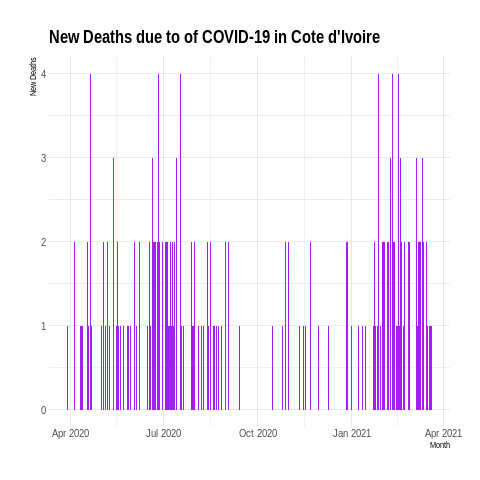 New Deaths due to of COVID-19 in Cote d'Ivoire
New Deaths
4
3
2
1
0
Apr 2020 Jul 2020 Oct 2020 Jan 2021 Apr 2021
Month